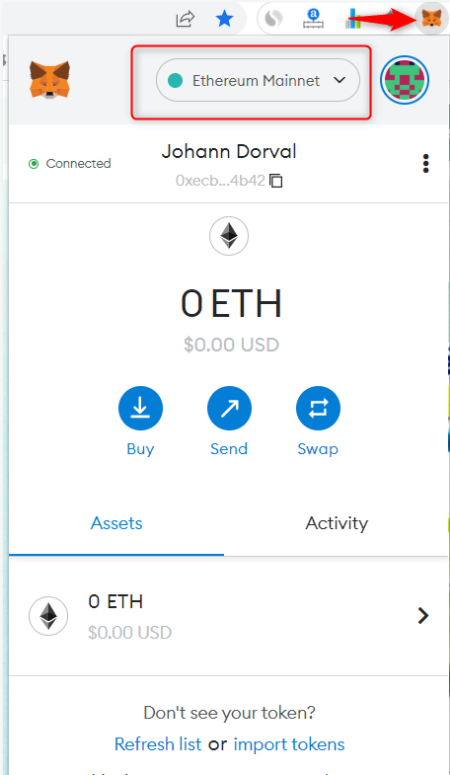 Ethereum Mainnet
Connected
Johann Dorval
0xecb...4b42
0 ETH
$0.00 USD
Buy Send Swap
Assets Activity
0 ETH
$0.00 USD
Don't see your token?
Refresh list or import tokens